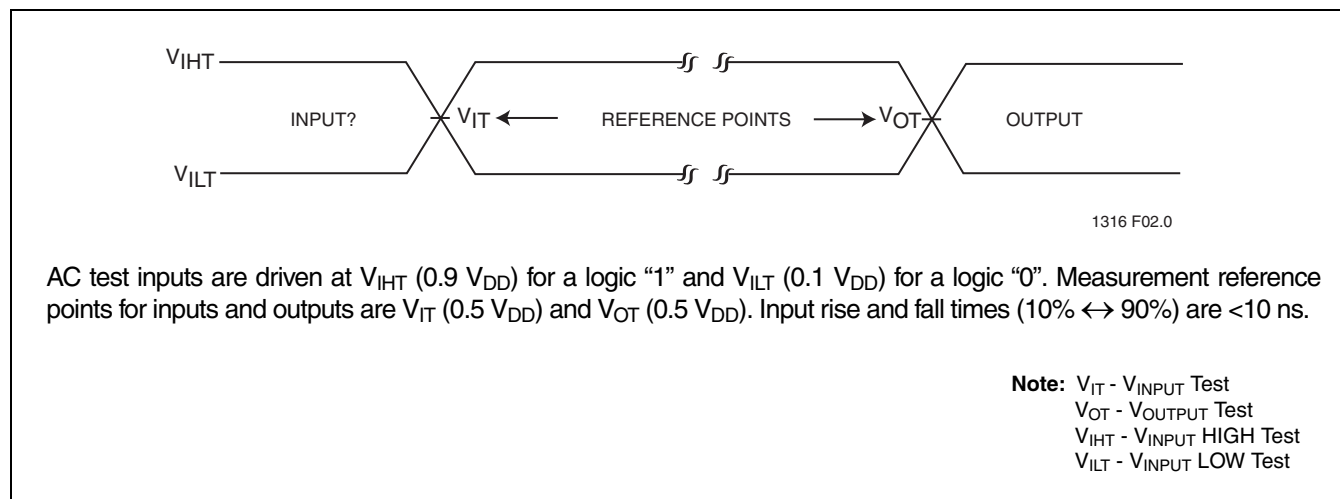 VIHT
INPUT? VIT REFERENCE POINTS VOT OUTPUT
VILT
1316 F02.0
AC test inputs are driven at VIHT (0.9 VDD) for a logic “1” and VILT (0.1 VDD) for a logic “0”. Measurement reference
points for inputs and outputs are VIT (0.5 VDD) and VOT (0.5 VDD). Input rise and fall times (10% ↔ 90%) are <10 ns.
Note: VIT - VINPUT Test
VOT - VOUTPUT Test
VIHT - VINPUT HIGH Test
VILT - VINPUT LOW Test